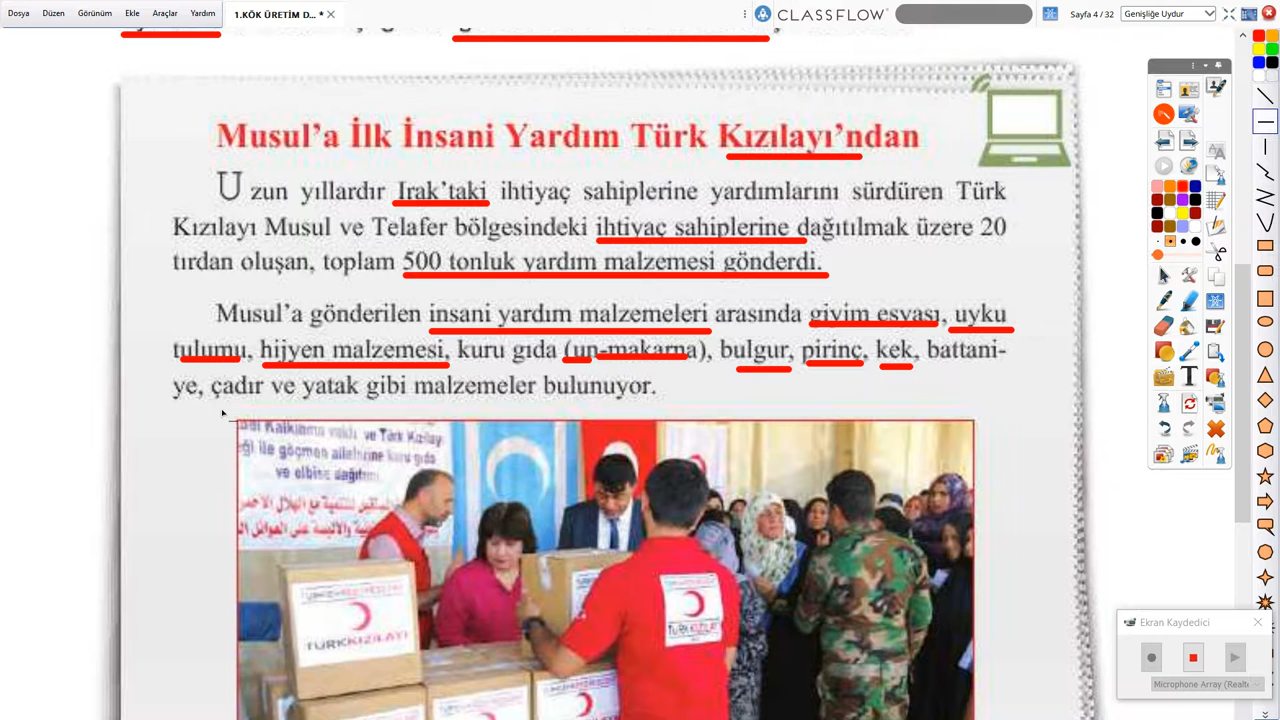 Dosya Düzen Görünüm Ekle Araçlar Yardım
1.KÖK ÜRETİM D... *
CLASSFLOW
Sayfa 4 / 32
Genişliğe Uydur
Musul’a İlk İnsani Yardım Türk Kızılayı’ndan
Uzun yıllardır Irak’taki ihtiyaç sahiplerine yardımlarını sürdüren Türk
Kızılayı Musul ve Telafer bölgesindeki ihtiyaç sahiplerine dağıtılmak üzere 20
tırdan oluşan, toplam 500 tonluk yardım malzemesi gönderdi.
Musul’a gönderilen insani yardım malzemeleri arasında giyim eşyası, uyku
tulumu, hijyen malzemesi, kuru gıda (un-makarna), bulgur, pirinç, kek, battani-
ye, çadır ve yatak gibi malzemeler bulunuyor.
Kalkınma vakfı ve Türk Kızılay
ile göçmen ailelerine kuru gıda
ve elbise dağıtımı
TÜRKKIZILAYI
TÜRKKIZILAYI
Ekran Kaydedici
Microphone Array (Realte